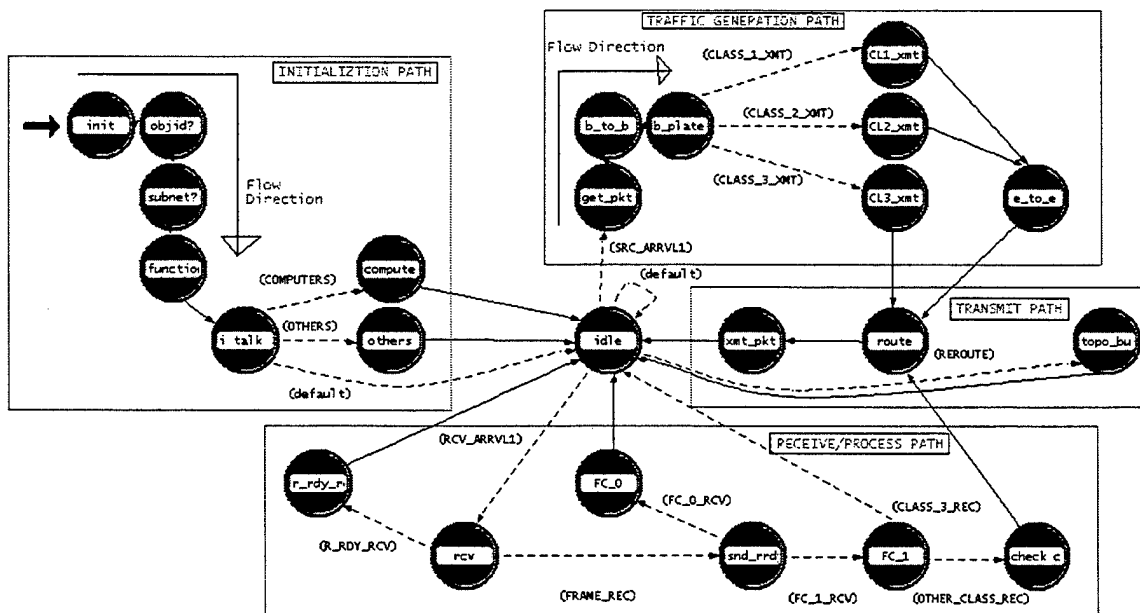 TRAFFIC GENEPATION PATH
Flow Direction
(CLASS_1_XMT)
CL1_xmt
INITIALIZTION PATH
init
objid?
b_to_b
b_plate
(CLASS_2_XMT)
CL2_xmt
subnet?
Flow
Direction
get_pkt
(CLASS_3_XMT)
CL3_xmt
e_to_e
function
(COMPUTERS)
compute
(SRC_ARRVL1)
(default)
i talk
(OTHERS)
others
idle
xmt_pkt
route
TRANSMIT PATH
topo_bu
(REROUTE)
(default)
(RCV_ARRVL1)
RECEIVE/PROCESS PATH
r_rdy_r
FC_0
(FC_0_RCV)
(CLASS_3_REC)
(R_RDY_RCV)
rcv
snd_rrd
FC_1
check c
(FRAME_REC)
(FC_1_RCV)
(OTHER_CLASS_REC)